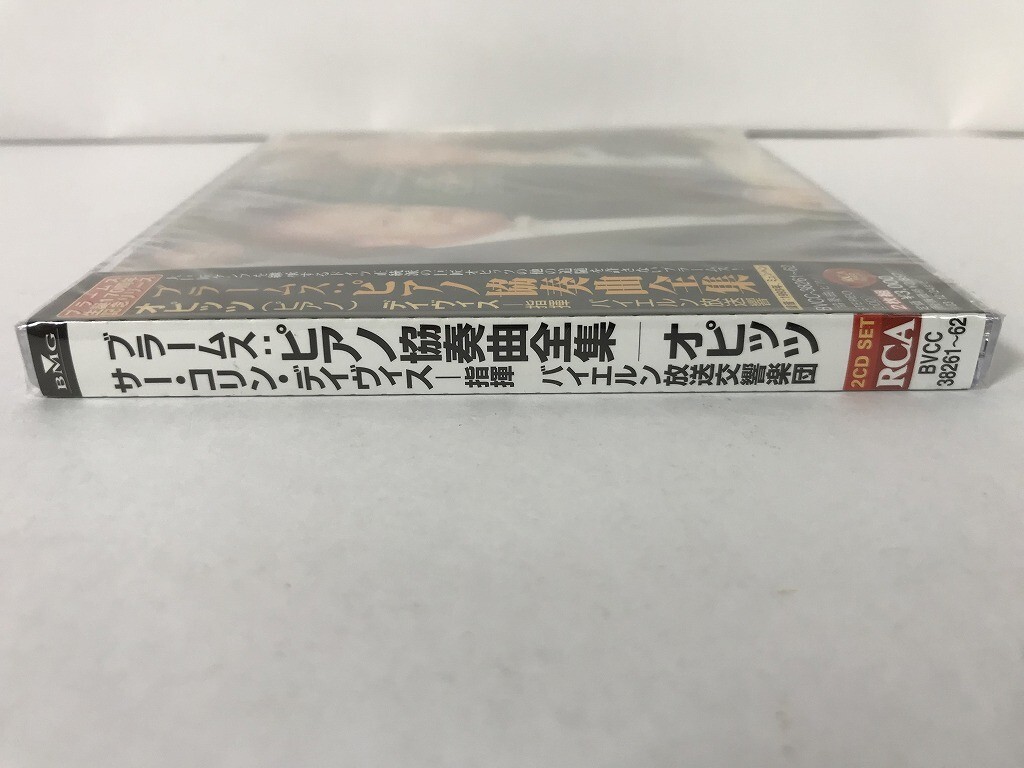 ブラームス:ピアノ協奏曲全集
オピッツ(ピアノ) デイヴィス 指揮 バイエルン放送交響
BMG
ブラームス:ピアノ協奏曲全集|オピッツ
サー・コリン・デイヴィス―指揮 バイエルン放送交響楽団
2CD SET
RCA
BVCC
38261~62